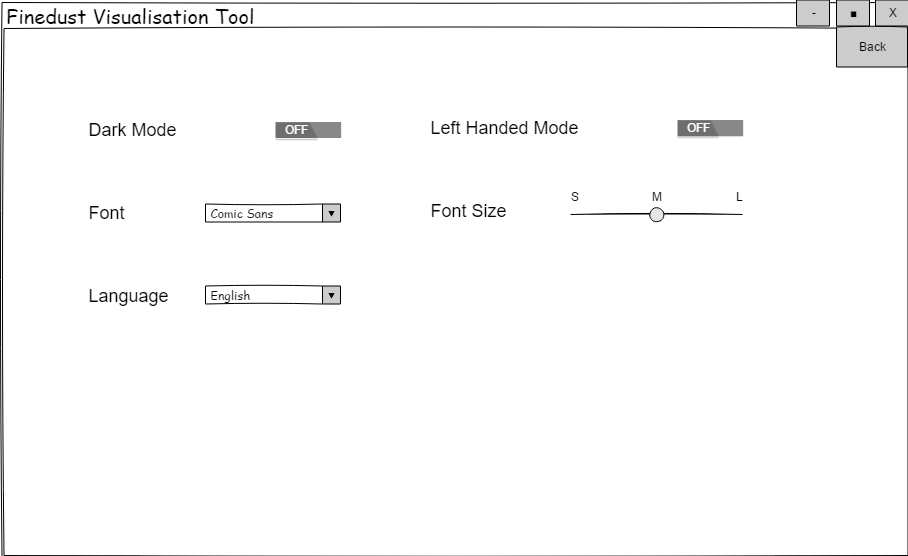 Finedust Visualisation Tool
- ■ X
Back
Dark Mode OFF
Left Handed Mode OFF
Font Comic Sans ▼
Font Size S M L
Language English ▼